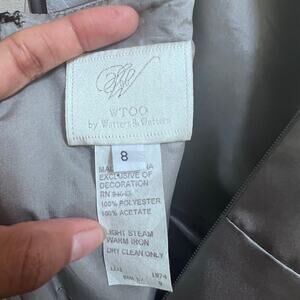 WTOO
by Watters & Watters
8
EXCLUSIVE OF
DECORATION
RN
100% POLYESTER
100% ACETATE
LIGHT STEAM
WARM IRON
DRY CLEAN ONLY